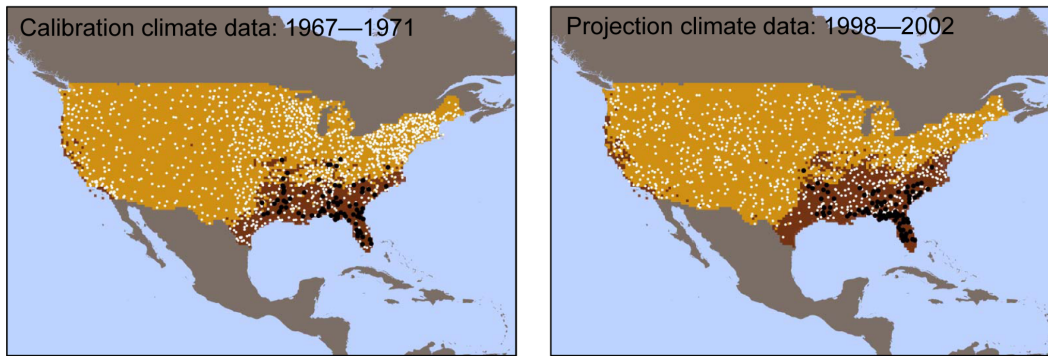 Calibration climate data: 1967—1971
Projection climate data: 1998—2002